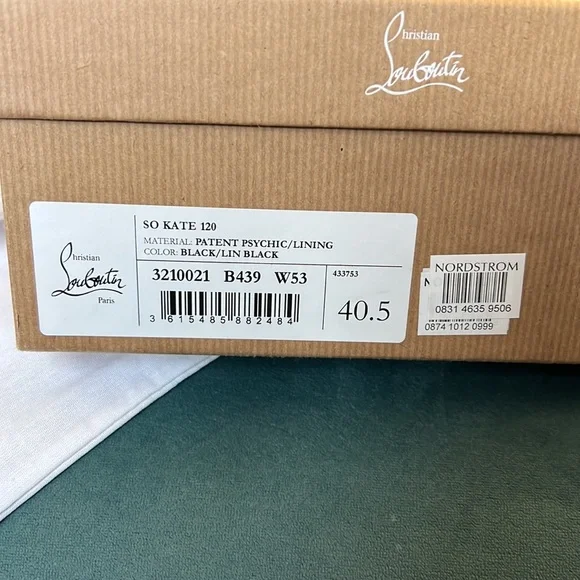 Christian
Louboutin
SO KATE 120
MATERIAL: PATENT PSYCHIC/LINING
COLOR: BLACK/LIN BLACK
Christian
Louboutin
Paris
3210021 B439 W53
433753
3 615485 882484
40.5
NORDSTROM
0831 4635 9506
0874 1012 0999